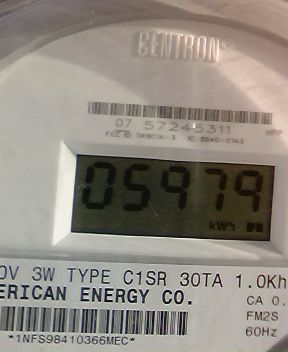 CENTRON®
07 57245311
05979
kWh
0V 3W TYPE C1SR 30TA 1.0Kh
ERICAN ENERGY CO.
CA 0.
FM2S
60Hz
*1NFS98410366MEC*